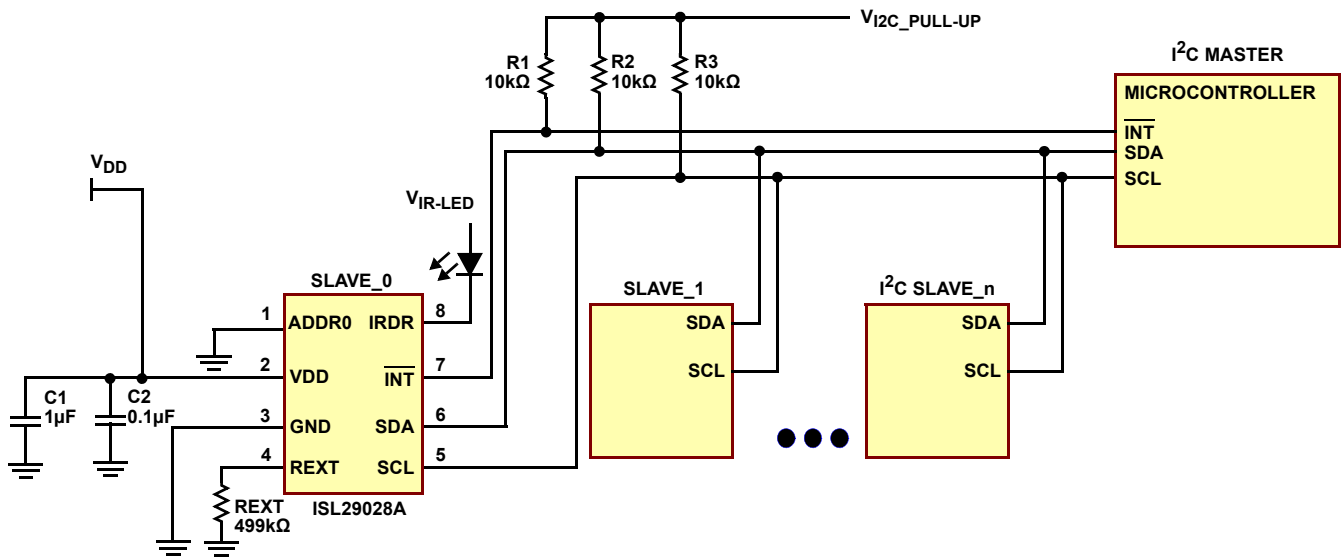 V_I2C_PULL-UP
R1
10kΩ
R2
10kΩ
R3
10kΩ
I²C MASTER
MICROCONTROLLER
INT
SDA
SCL
V_DD
V_IR-LED
SLAVE_0
1
ADDR0
IRDR
8
2
VDD
INT
7
3
GND
SDA
6
4
REXT
SCL
5
ISL29028A
C1
1µF
C2
0.1µF
REXT
499kΩ
SLAVE_1
SDA
SCL
I²C SLAVE_n
SDA
SCL